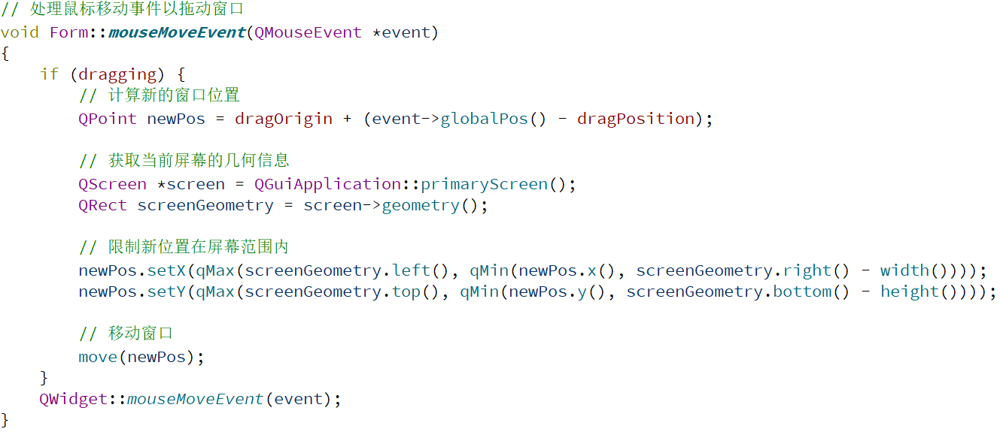 // 处理鼠标移动事件以拖动窗口
void Form::mouseMoveEvent(QMouseEvent *event)
{
    if (dragging) {
        // 计算新的窗口位置
        QPoint newPos = dragOrigin + (event->globalPos() - dragPosition);

        // 获取当前屏幕的几何信息
        QScreen *screen = QGuiApplication::primaryScreen();
        QRect screenGeometry = screen->geometry();

        // 限制新位置在屏幕范围内
        newPos.setX(qMax(screenGeometry.left(), qMin(newPos.x(), screenGeometry.right() - width())));
        newPos.setY(qMax(screenGeometry.top(), qMin(newPos.y(), screenGeometry.bottom() - height())));

        // 移动窗口
        move(newPos);
    }
    QWidget::mouseMoveEvent(event);
}